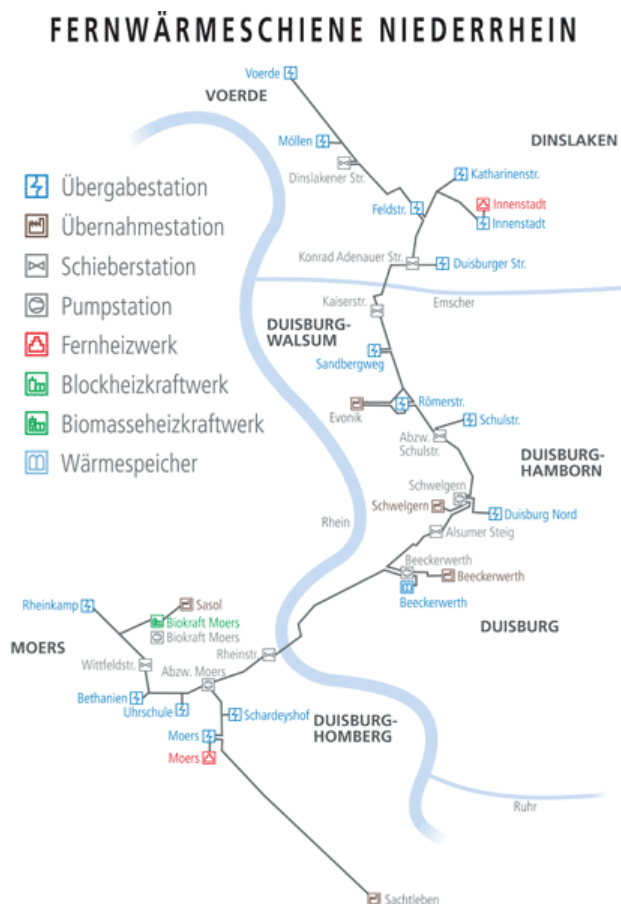 FERNWÄRMESCHIENE NIEDERRHEIN
Voerde
VOERDE
Möllen
DINSLAKEN
Dinslakener Str.
Katharinenstr.
Übergabestation
Feldstr.
Innenstadt
Innenstadt
Übernahmestation
Konrad Adenauer Str.
Duisburger Str.
Schieberstation
Kaiserstr.
Emscher
Pumpstation
DUISBURG-
WALSUM
Fernheizwerk
Sandbergweg
Blockheizkraftwerk
Römerstr.
Evonik
Biomasseheizkraftwerk
Schulstr.
Abzw.
Schulstr.
Wärmespeicher
DUISBURG-
HAMBORN
Schwelgern
Schwelgern
Duisburg Nord
Rhein
Alsumer Steig
Beeckerwerth
Beeckerwerth
Beeckerwerth
Rheinkamp
Sasol
Biokraft Moers
Biokraft Moers
DUISBURG
MOERS
Wittfeldstr.
Rheinstr.
Abzw. Moers
Bethanien
Uhrschule
Schardeyshof
DUISBURG-
HOMBERG
Moers
Moers
Ruhr
Sachtleben